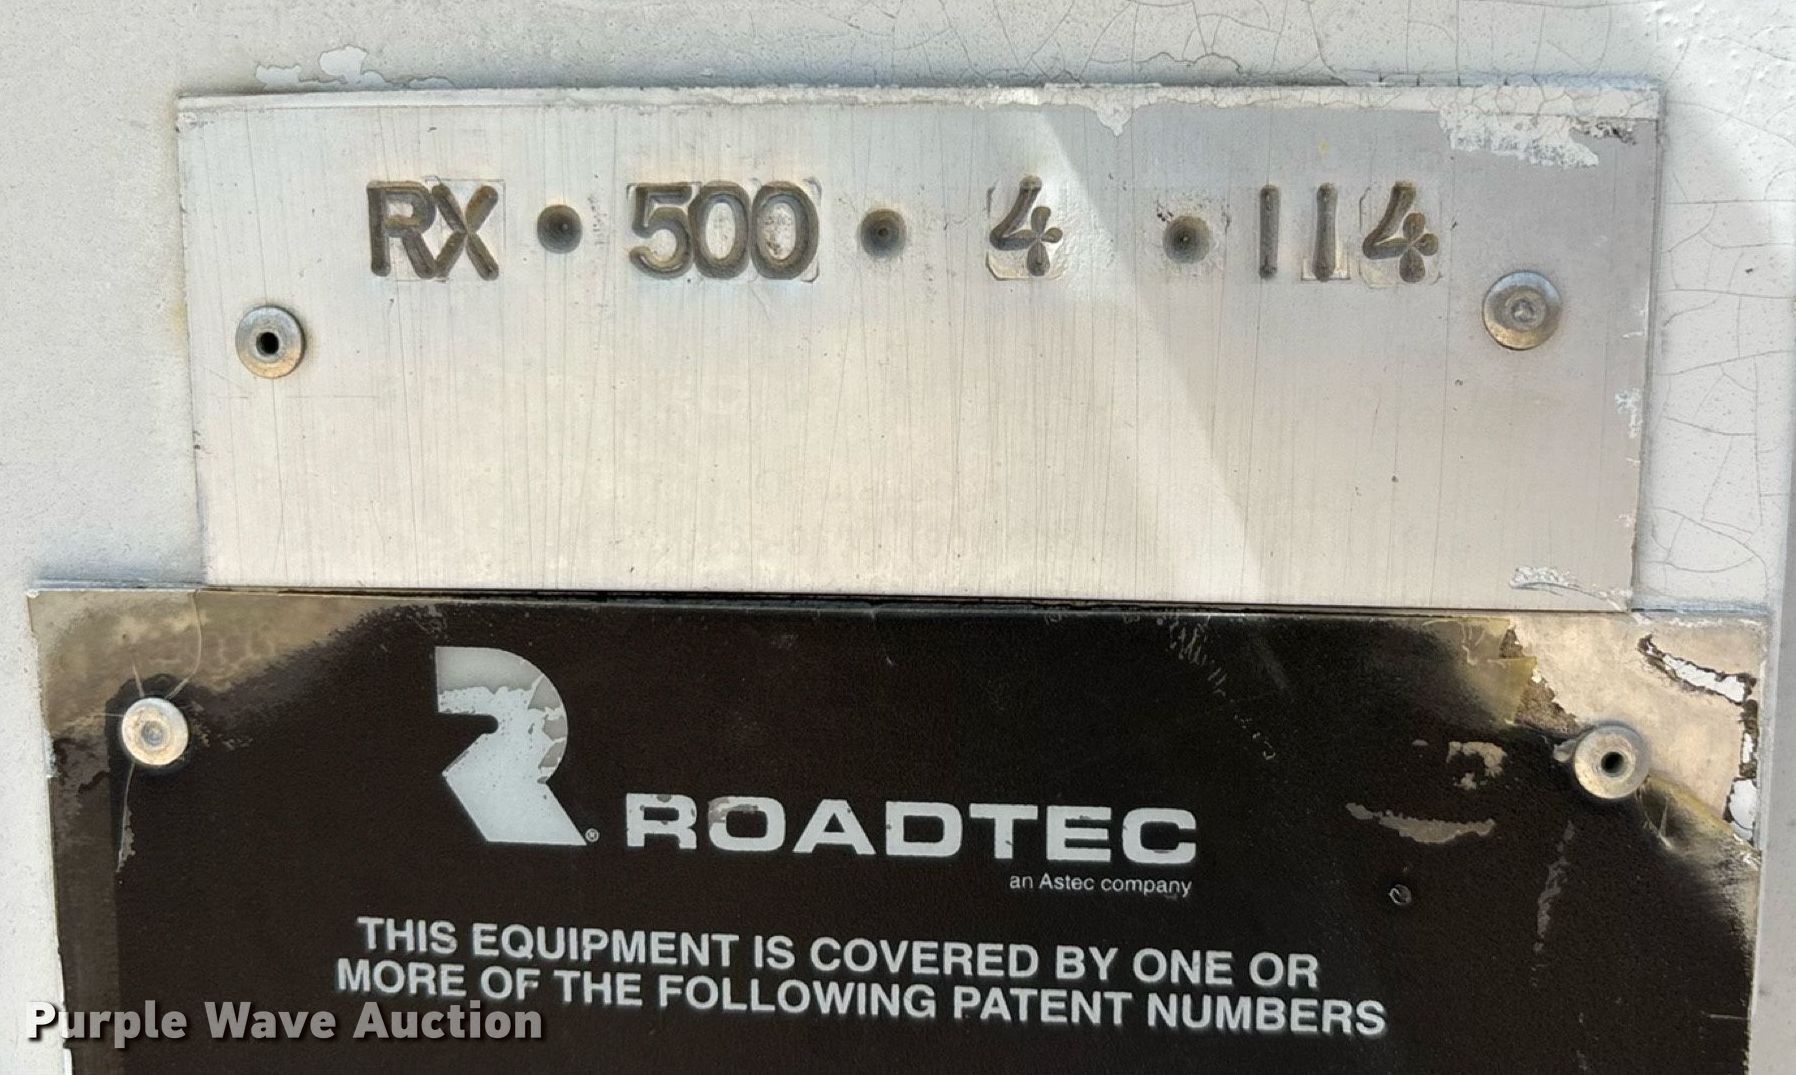 RX • 500 • 4 • 114
R® ROADTEC
an Astec company
THIS EQUIPMENT IS COVERED BY ONE OR
MORE OF THE FOLLOWING PATENT NUMBERS
Purple Wave Auction